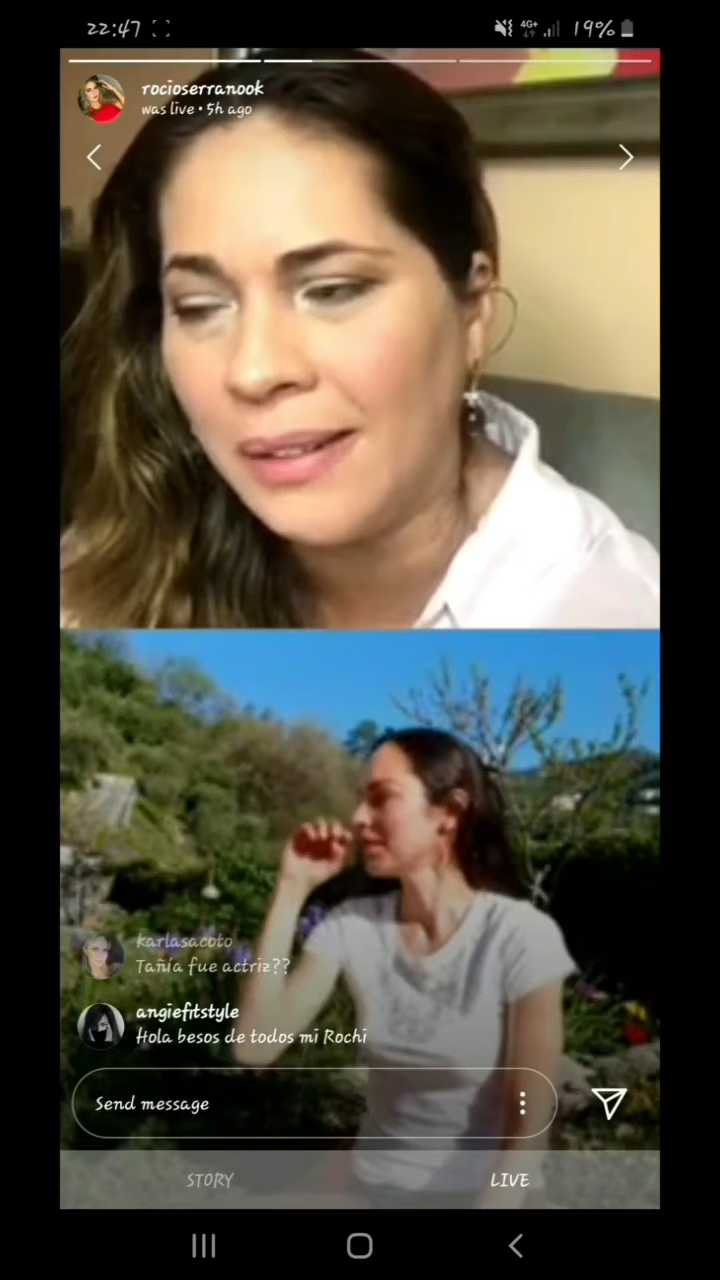 22:47
4G+ 19%
rocioserranook
was live • 5h ago
karlasacoto
Tañia fue actriz??
angiefitstyle
Hola besos de todos mi Rochi
Send message
STORY
LIVE